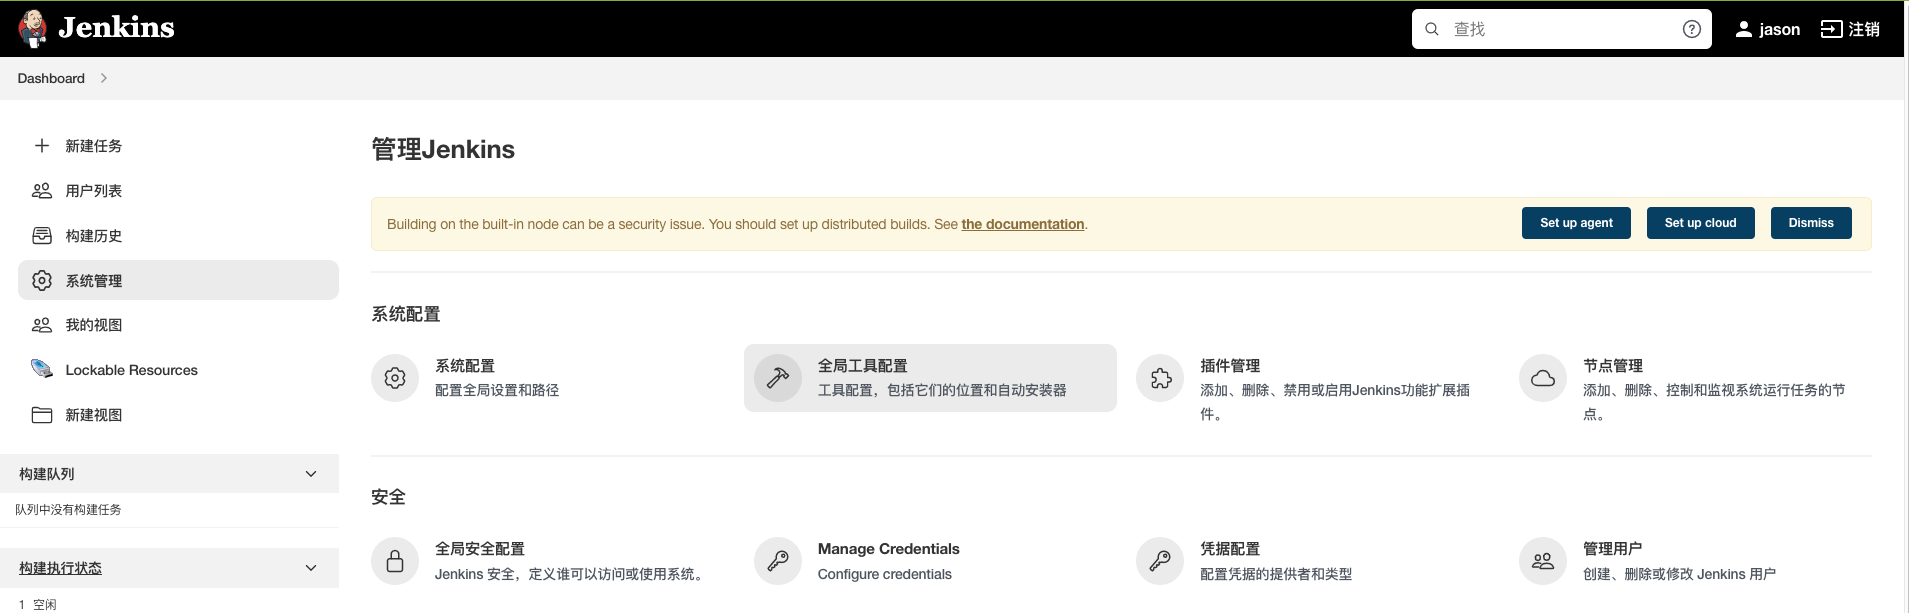 Jenkins
查找
jason
注销
Dashboard
新建任务
用户列表
构建历史
系统管理
我的视图
Lockable Resources
新建视图
构建队列
队列中没有构建任务
构建执行状态
1 空闲
管理Jenkins
Building on the built-in node can be a security issue. You should set up distributed builds. See the documentation.
Set up agent
Set up cloud
Dismiss
系统配置
系统配置
配置全局设置和路径
全局工具配置
工具配置，包括它们的位置和自动安装器
插件管理
添加、删除、禁用或启用Jenkins功能扩展插
件。
节点管理
添加、删除、控制和监视系统运行任务的节
点。
安全
全局安全配置
Jenkins 安全，定义谁可以访问或使用系统。
Manage Credentials
Configure credentials
凭据配置
配置凭据的提供者和类型
管理用户
创建、删除或修改 Jenkins 用户